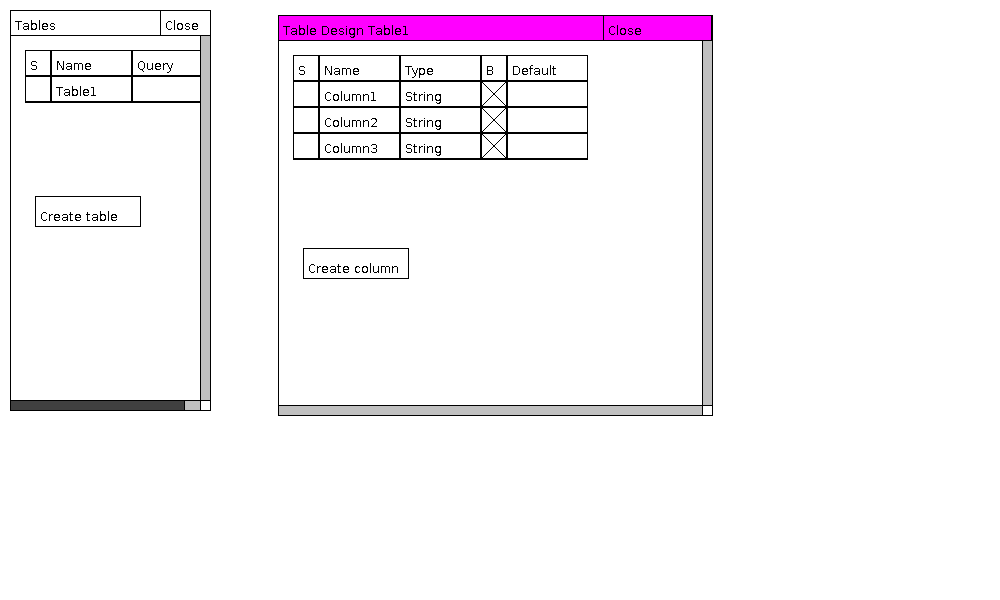 Tables Close
S Name Query
Table1
Create table
Table Design Table1 Close
S Name Type B Default
Column1 String
Column2 String
Column3 String
Create column